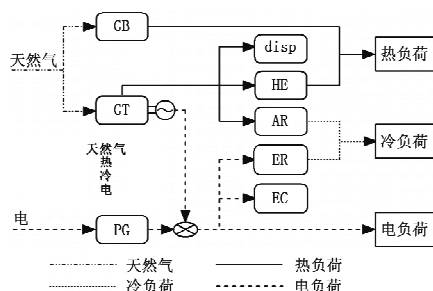 GB
disp
热负荷
天然气
HE
GT
AR
冷负荷
天然气
热
冷
电
ER
EC
电
PG
电负荷
天然气
热负荷
冷负荷
电负荷